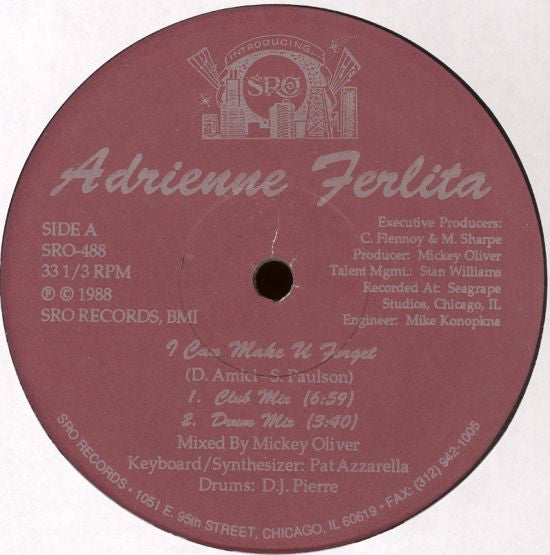 INTRODUCING...
SRO
Adrienne Ferlita
SIDE A
SRO-488
33 1/3 RPM
℗ © 1988
SRO RECORDS, BMI
Executive Producers:
C. Flennoy & M. Sharpe
Producer: Mickey Oliver
Talent Mgmt.: Stan Williams
Recorded At: Seagrape
Studios, Chicago, IL
Engineer: Mike Konopkna
I Can Make U Forget
(D. Amici - S. Paulson)
1. Club Mix (6:39)
2. Drum Mix (3:40)
Mixed By Mickey Oliver
Keyboard/Synthesizer: Pat Azzarella
Drums: D.J. Pierre
SRO RECORDS • 1051 E. 95th STREET, CHICAGO, IL 60619 • FAX: (312) 942-1005